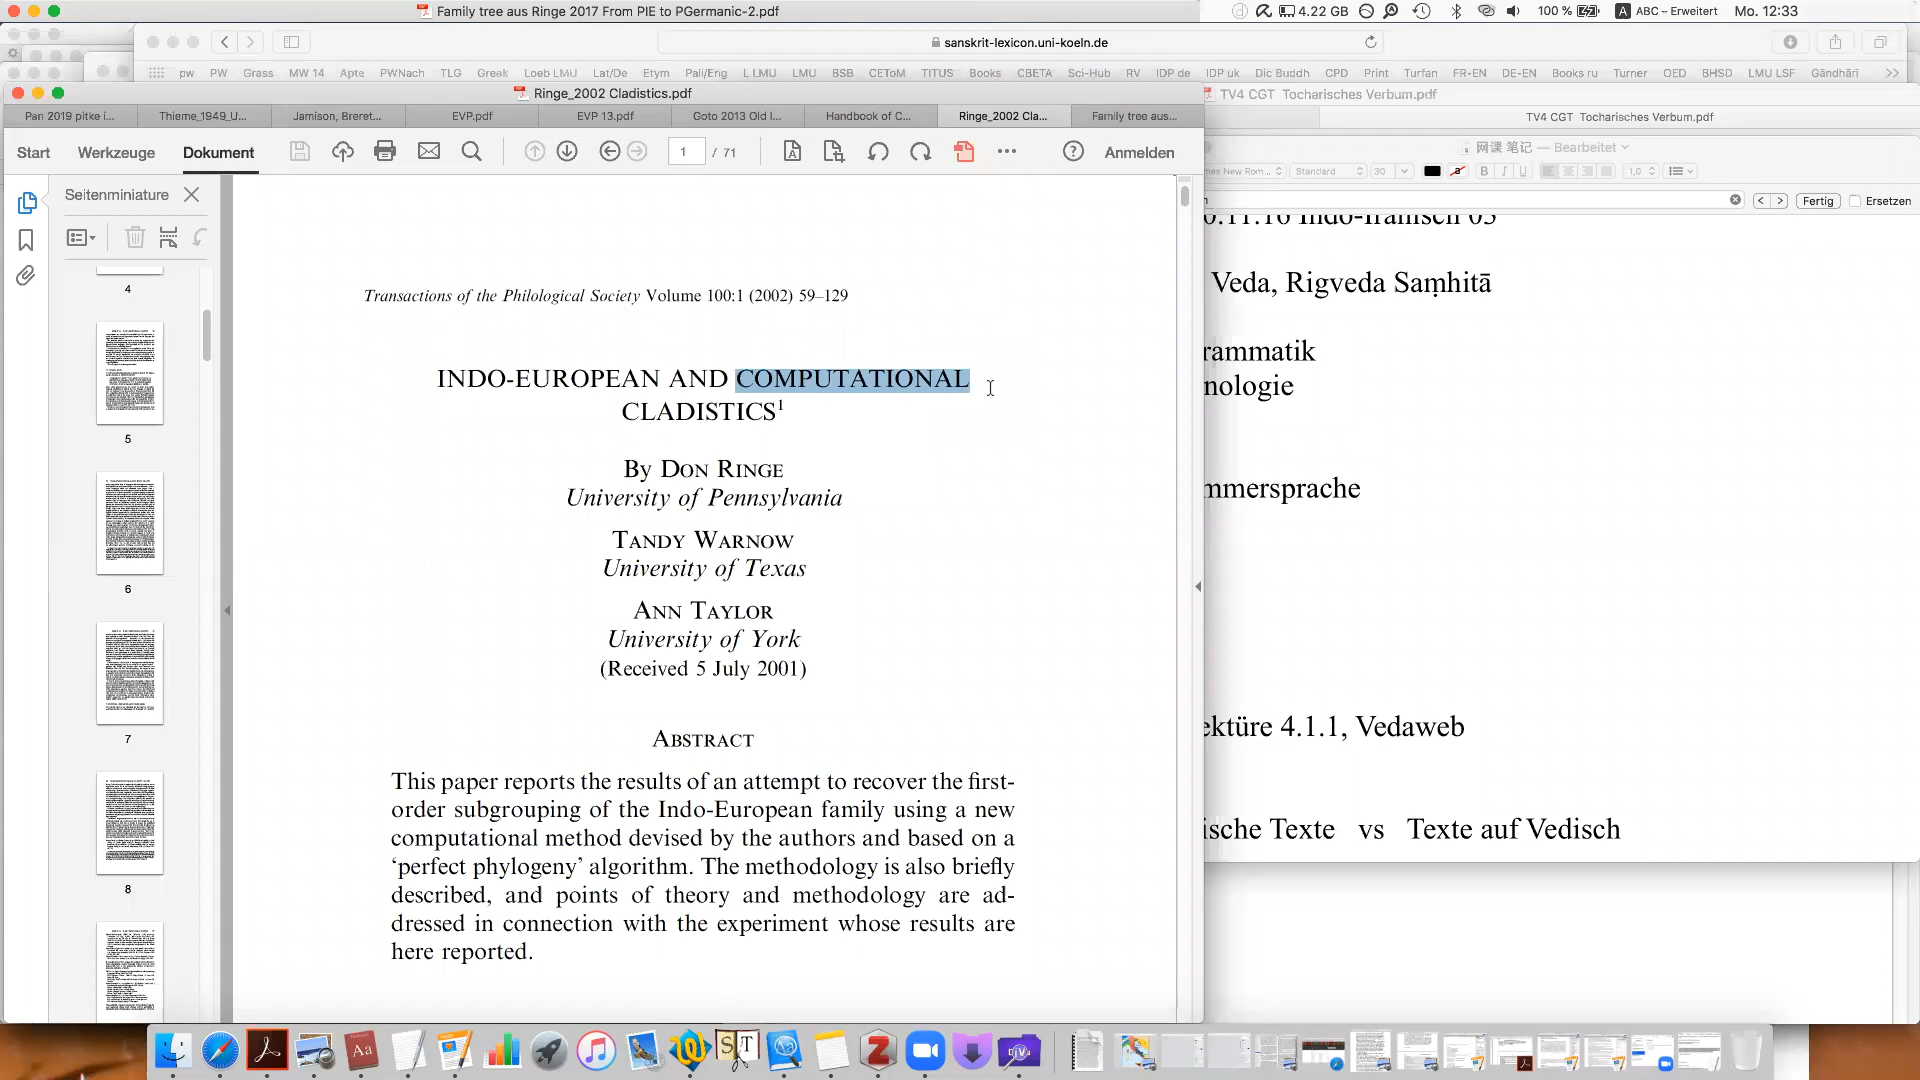 Family tree aus Ringe 2017 From PIE to PGermanic-2.pdf
4.22 GB
100 %
ABC – Erweitert
Mo. 12:33
sanskrit-lexicon.uni-koeln.de
pw PW Grass MW 14 Apte PWNach TLG Greek Loeb LMU Lat/De Etym Pali/Eng L LMU LMU BSB CEToM TITUS Books CBETA Sci-Hub RV IDP de IDP uk Dic Buddh CPD Print Turfan FR-EN DE-EN Books ru Turner OED BHSD LMU LSF Gāndhārī
Ringe_2002 Cladistics.pdf
TV4 CGT Tocharisches Verbum.pdf
Pan 2019 pitke i...
Thieme_1949_U...
Jamison, Breret...
EVP.pdf
EVP 13.pdf
Goto 2013 Old I...
Handbook of C...
Ringe_2002 Cla...
Family tree aus...
TV4 CGT Tocharisches Verbum.pdf
Start Werkzeuge Dokument
1 / 71
Anmelden
网课 笔记 — Bearbeitet
Standard 30 B I U 1,0
Fertig Ersetzen
Seitenminiature
4
5
6
7
8
Transactions of the Philological Society Volume 100:1 (2002) 59–129
INDO-EUROPEAN AND COMPUTATIONAL
CLADISTICS1
By Don Ringe
University of Pennsylvania
Tandy Warnow
University of Texas
Ann Taylor
University of York
(Received 5 July 2001)
Abstract
This paper reports the results of an attempt to recover the first-
order subgrouping of the Indo-European family using a new
computational method devised by the authors and based on a
‘perfect phylogeny’ algorithm. The methodology is also briefly
described, and points of theory and methodology are ad-
dressed in connection with the experiment whose results are
here reported.
Indo-Iranisch 05
Veda, Rigveda Saṃhitā
rammatik
nologie
mmersprache
ektüre 4.1.1, Vedaweb
ische Texte vs Texte auf Vedisch